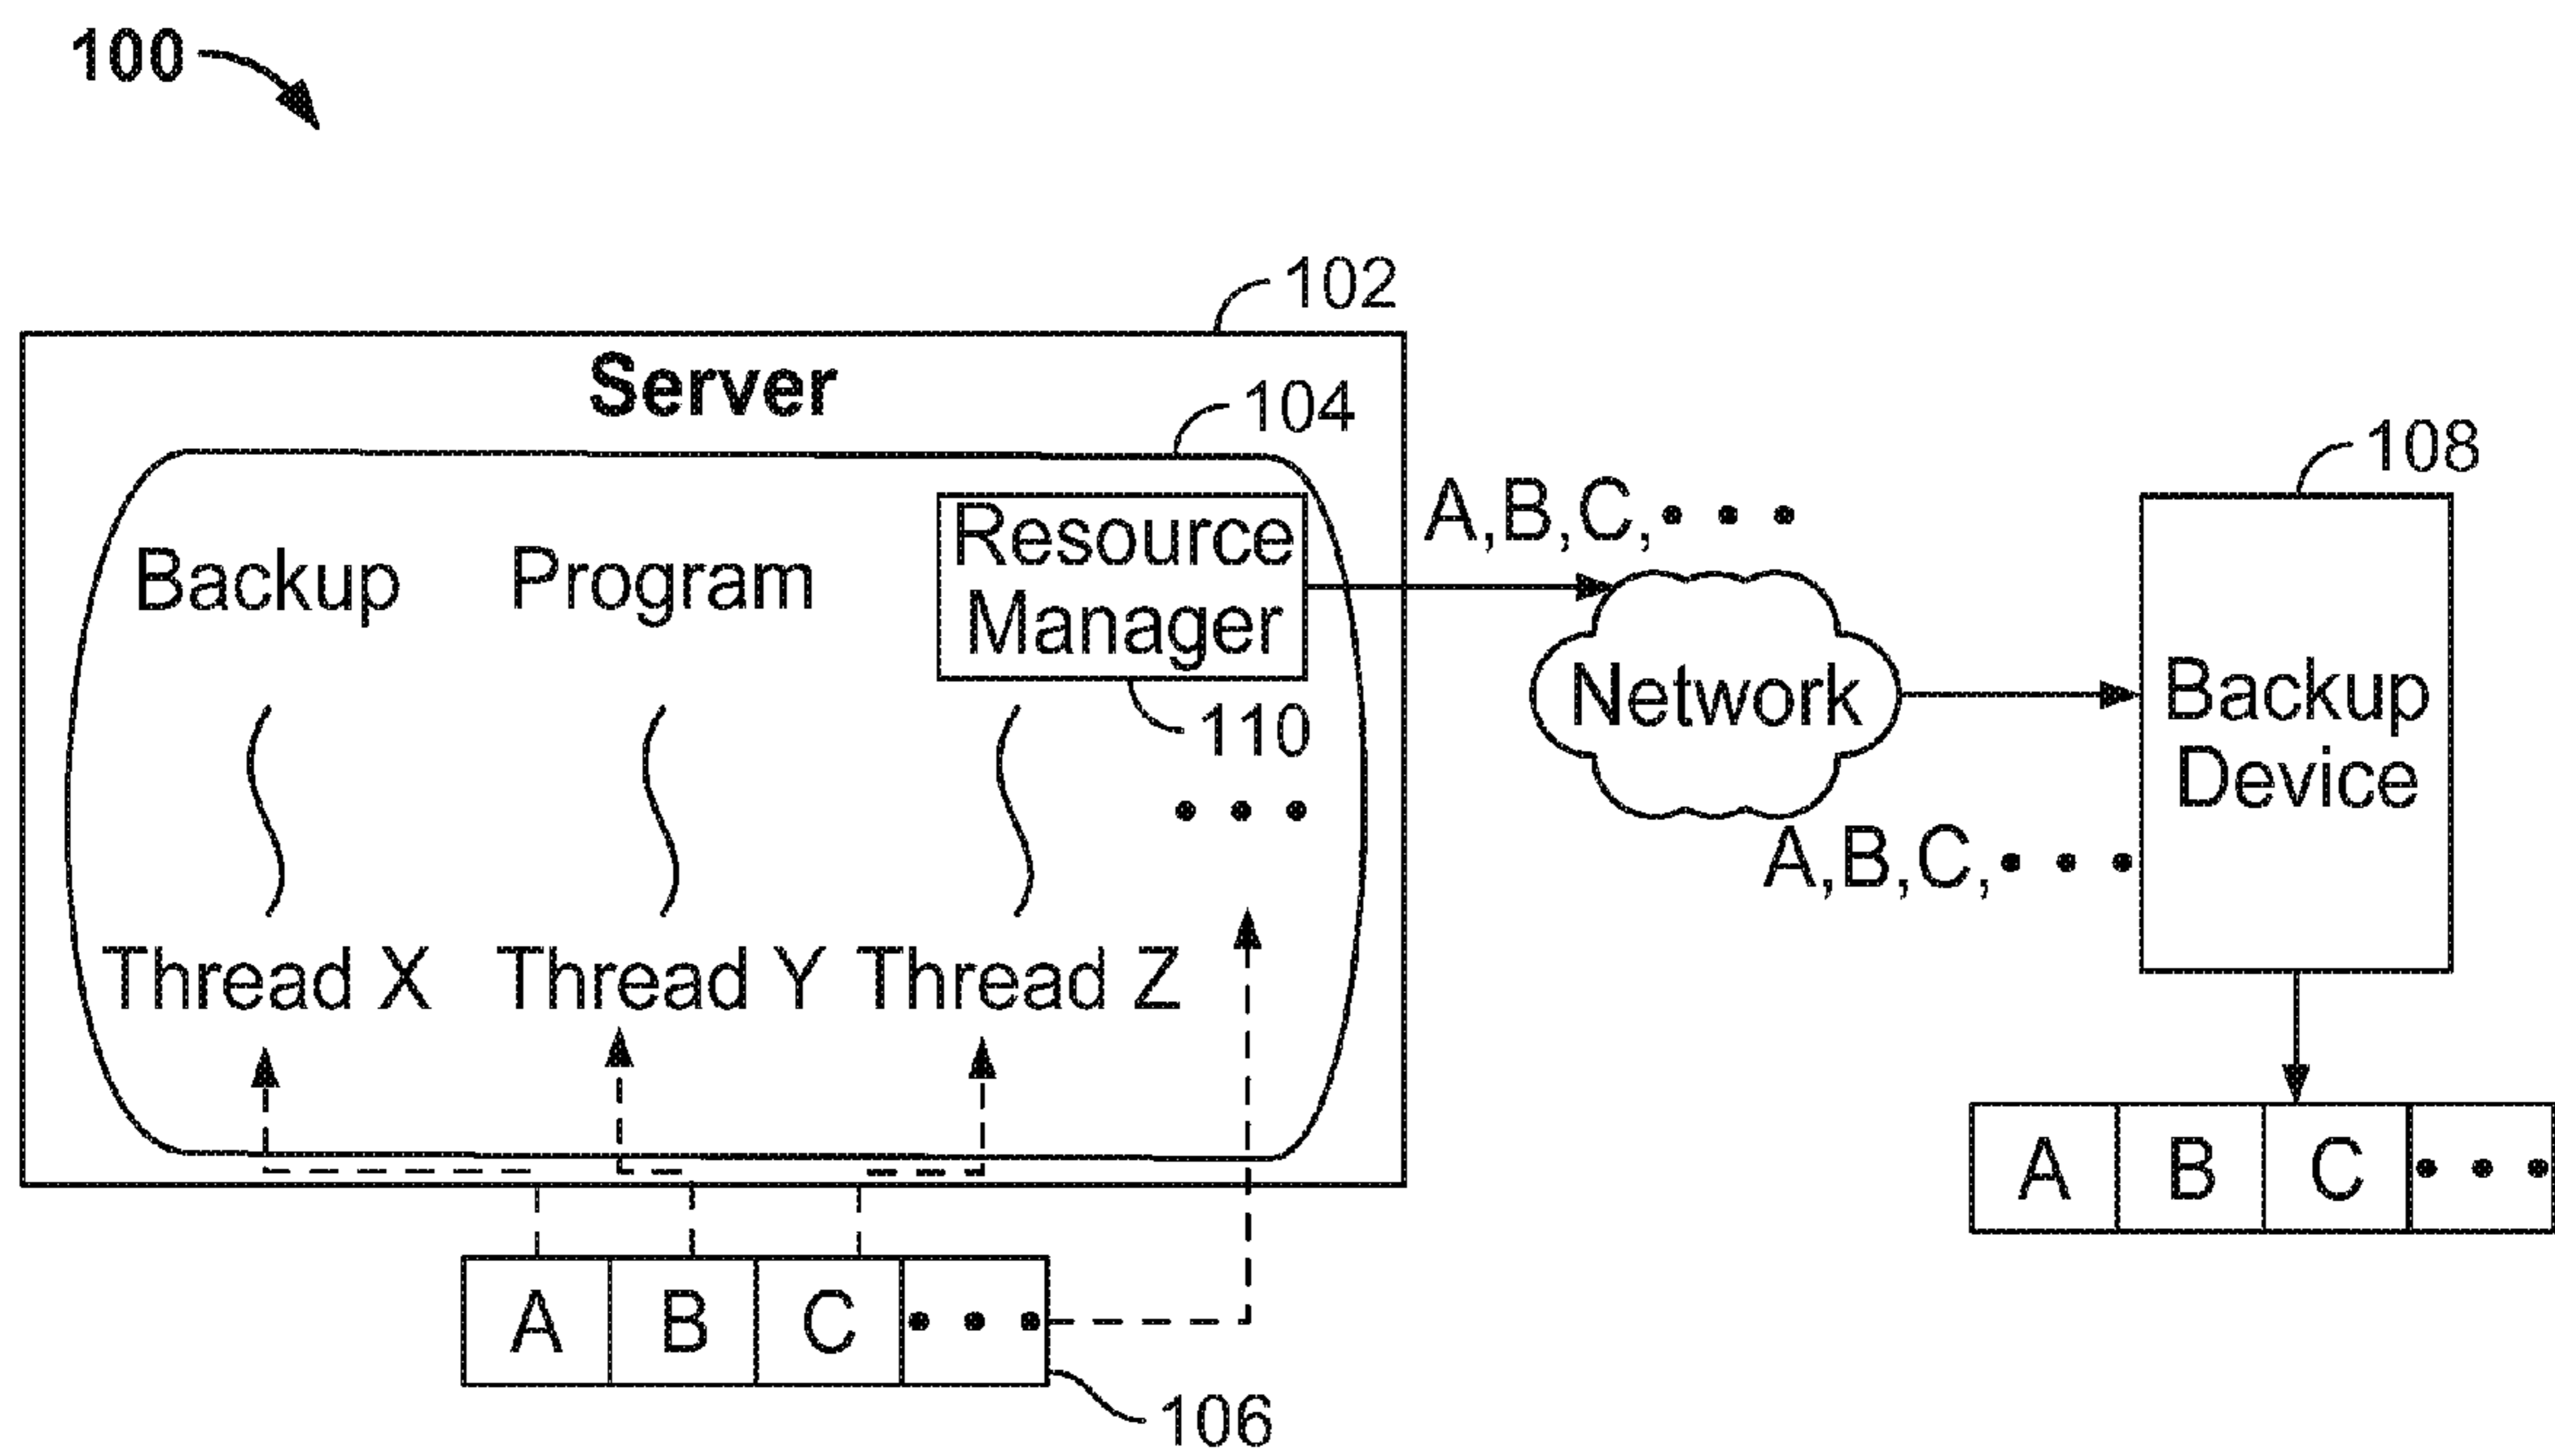 100
102
Server
104
108
Backup Program
Resource
Manager
A,B,C,• • •
Network
110
Backup
Device
• • •
A,B,C,• • •
Thread X Thread Y Thread Z
A B C • • •
A B C • • •
106